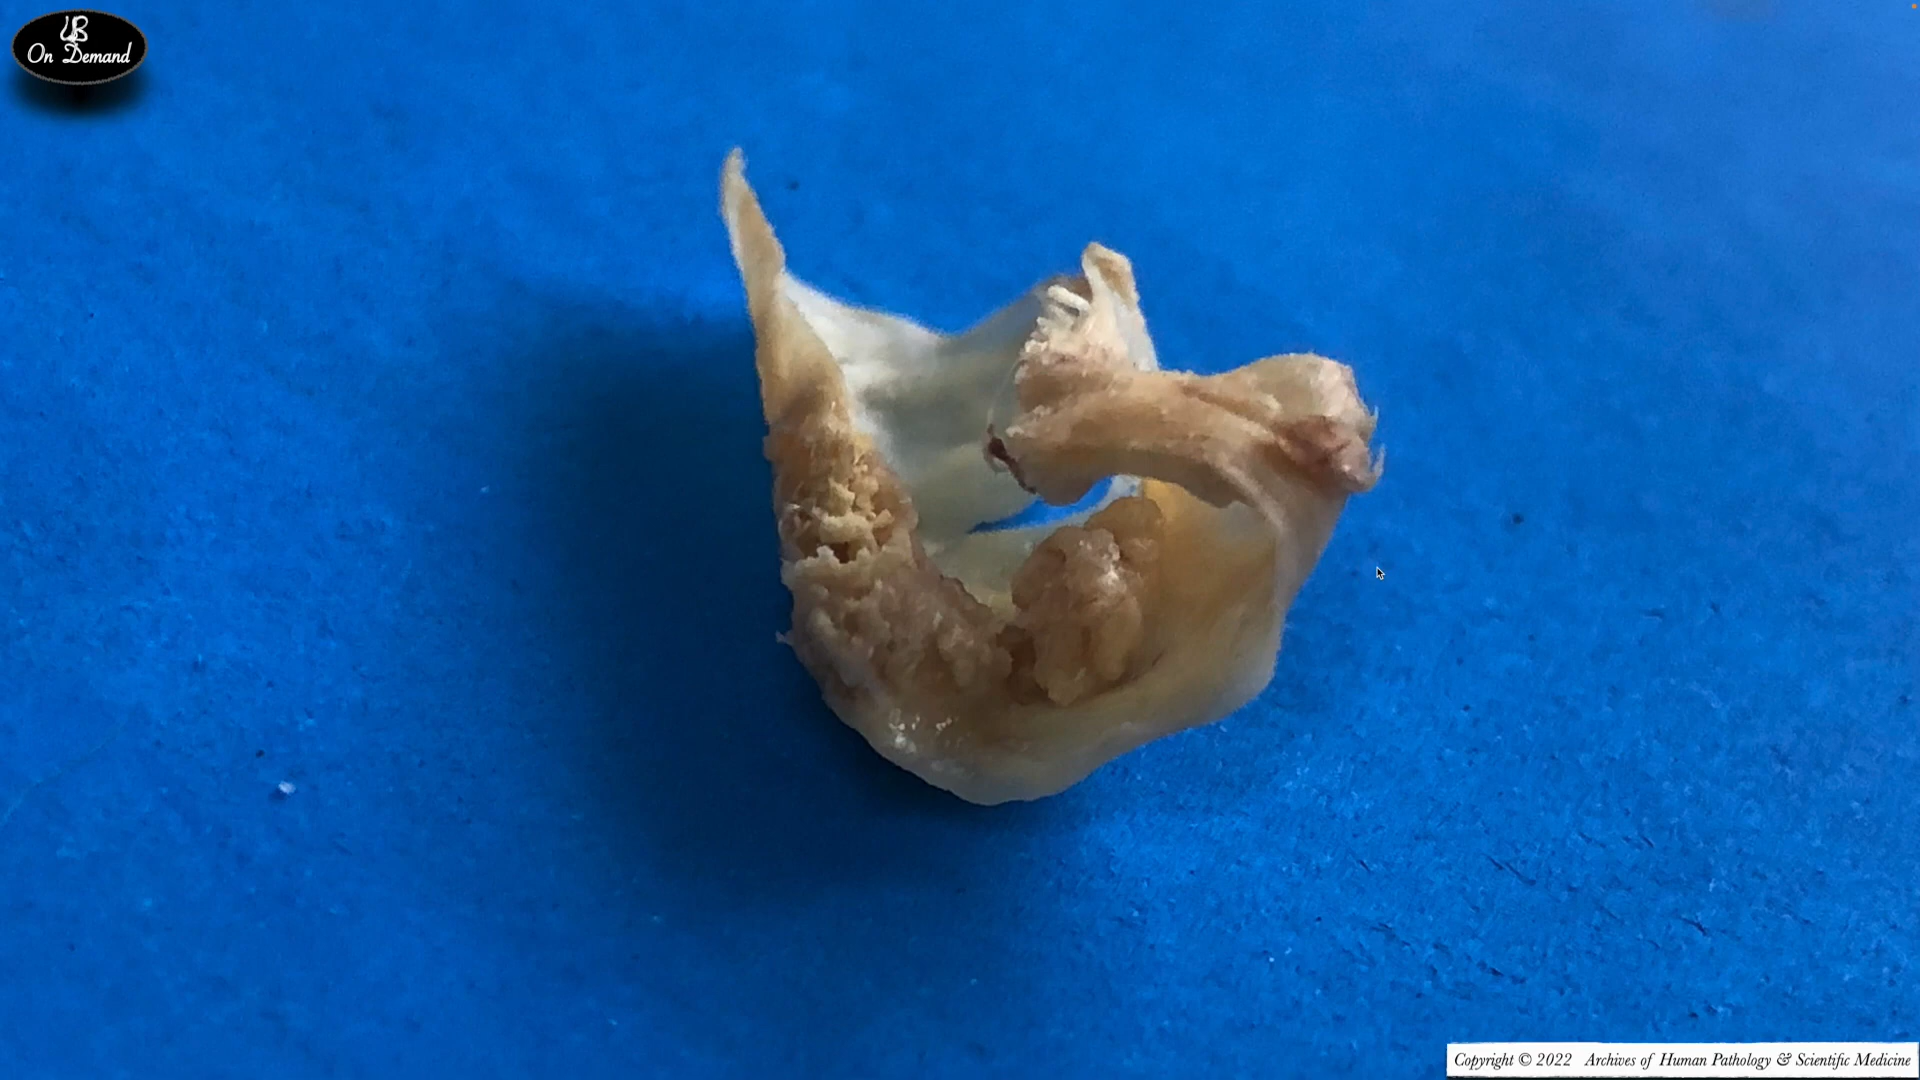 On Demand
Copyright © 2022 Archives of Human Pathology & Scientific Medicine